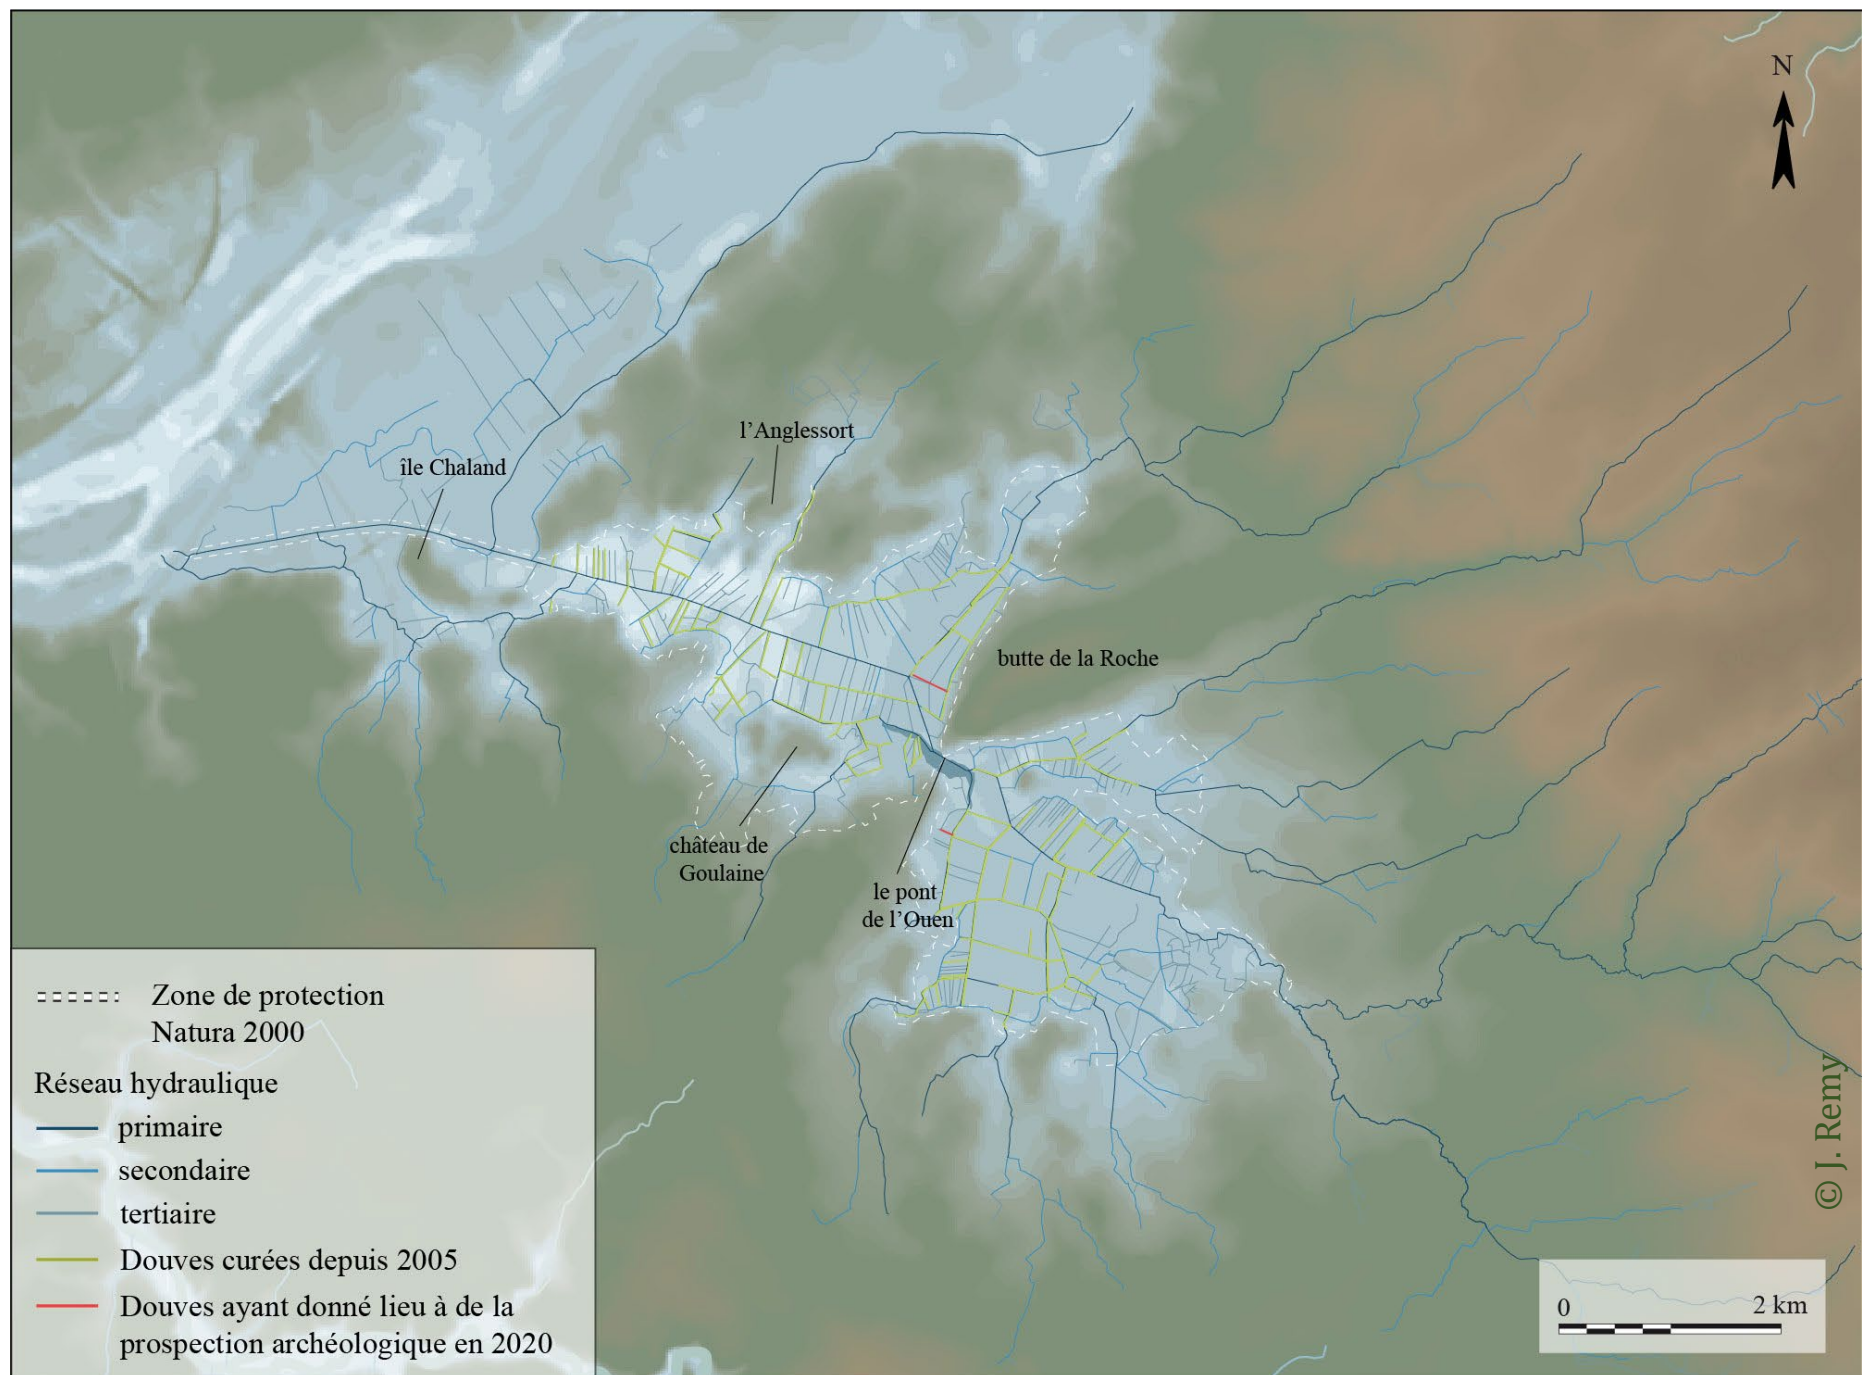 N
l’Anglessort
île Chaland
butte de la Roche
château de
Goulaine
le pont
de l’Ouen
Zone de protection
Natura 2000
Réseau hydraulique
primaire
secondaire
tertiaire
Douves curées depuis 2005
Douves ayant donné lieu à de la
prospection archéologique en 2020
0 2 km
© J. Remy